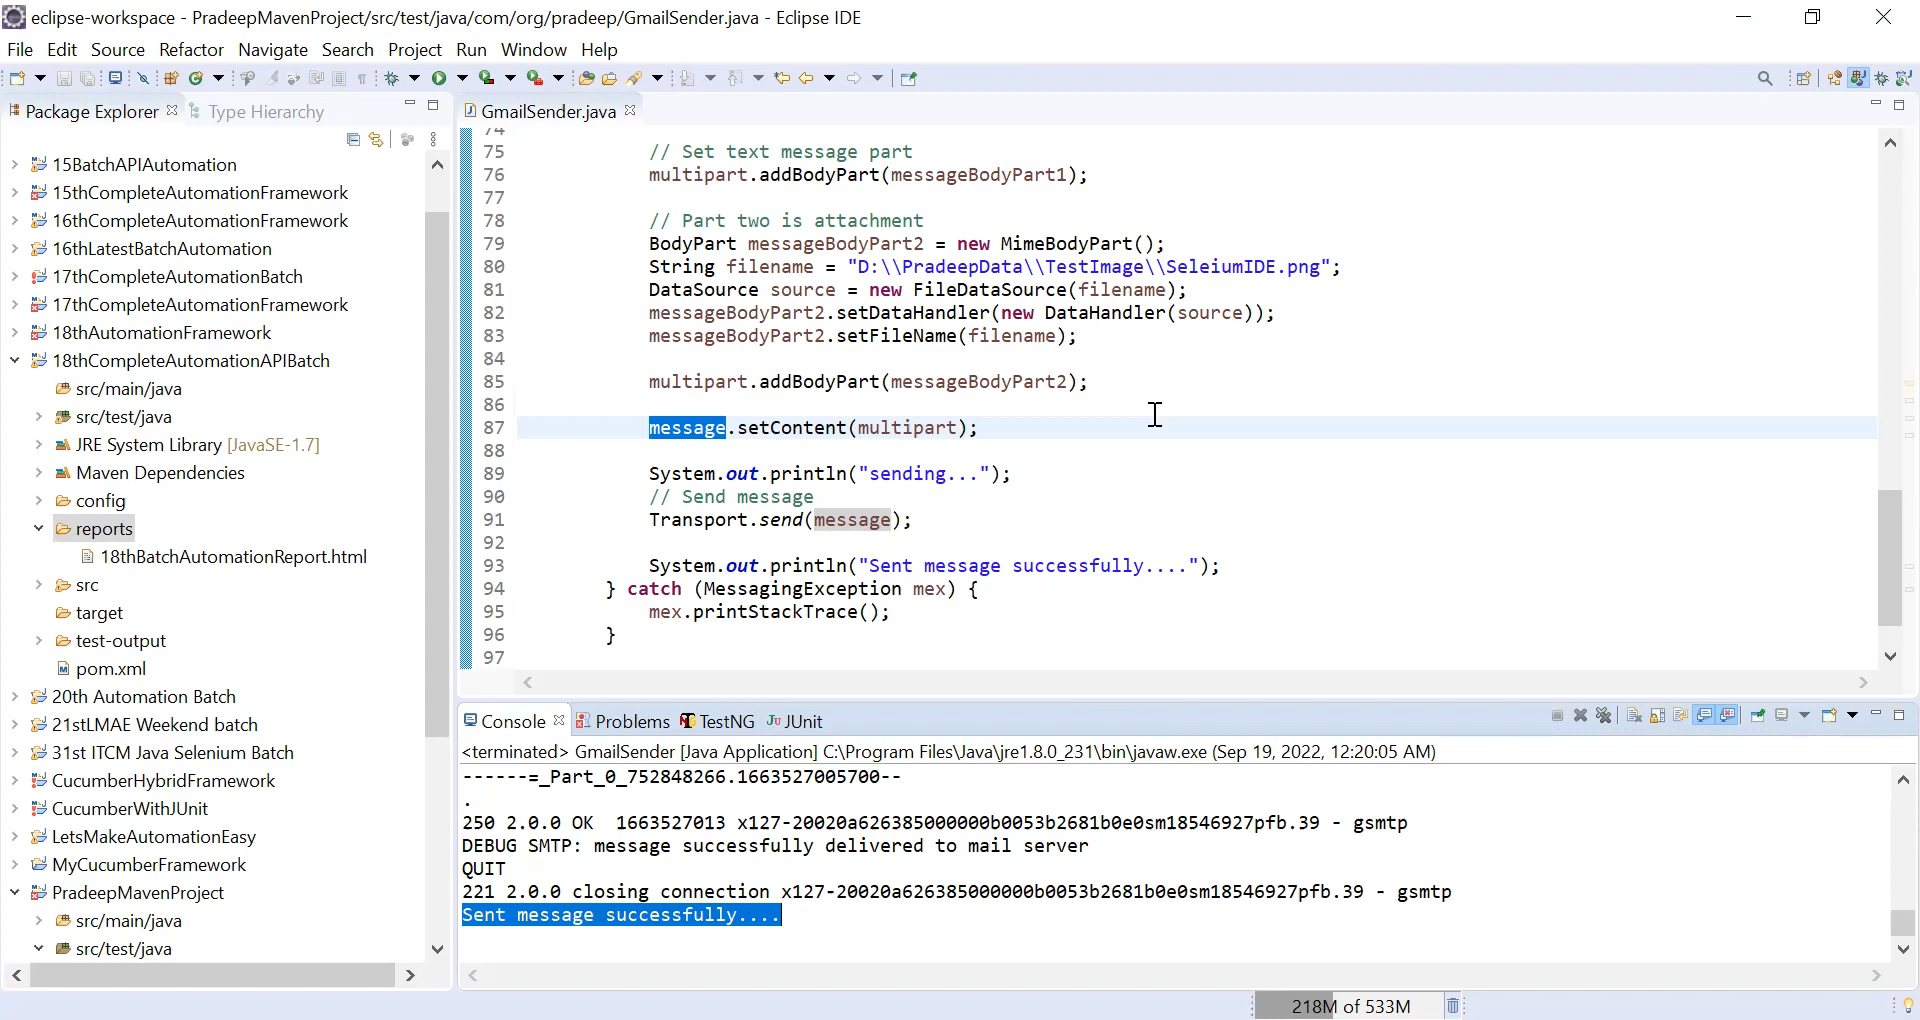 eclipse-workspace - PradeepMavenProject/src/test/java/com/org/pradeep/GmailSender.java - Eclipse IDE
File Edit Source Refactor Navigate Search Project Run Window Help
Package Explorer Type Hierarchy
15BatchAPIAutomation
15thCompleteAutomationFramework
16thCompleteAutomationFramework
16thLatestBatchAutomation
17thCompleteAutomationBatch
17thCompleteAutomationFramework
18thAutomationFramework
18thCompleteAutomationAPIBatch
src/main/java
src/test/java
JRE System Library [JavaSE-1.7]
Maven Dependencies
config
reports
18thBatchAutomationReport.html
src
target
test-output
pom.xml
20th Automation Batch
21stLMAE Weekend batch
31st ITCM Java Selenium Batch
CucumberHybridFramework
CucumberWithJUnit
LetsMakeAutomationEasy
MyCucumberFramework
PradeepMavenProject
src/main/java
src/test/java
GmailSender.java
74
75 // Set text message part
76 multipart.addBodyPart(messageBodyPart1);
77
78 // Part two is attachment
79 BodyPart messageBodyPart2 = new MimeBodyPart();
80 String filename = "D:\\PradeepData\\TestImage\\SeleiumIDE.png";
81 DataSource source = new FileDataSource(filename);
82 messageBodyPart2.setDataHandler(new DataHandler(source));
83 messageBodyPart2.setFileName(filename);
84
85 multipart.addBodyPart(messageBodyPart2);
86
87 message.setContent(multipart);
88
89 System.out.println("sending...");
90 // Send message
91 Transport.send(message);
92
93 System.out.println("Sent message successfully....");
94 } catch (MessagingException mex) {
95 mex.printStackTrace();
96 }
97
Console Problems TestNG JUnit
<terminated> GmailSender [Java Application] C:\Program Files\Java\jre1.8.0_231\bin\javaw.exe (Sep 19, 2022, 12:20:05 AM)
------=_Part_0_752848266.1663527005700--
.
250 2.0.0 OK  1663527013 x127-20020a626385000000b0053b2681b0e0sm18546927pfb.39 - gsmtp
DEBUG SMTP: message successfully delivered to mail server
QUIT
221 2.0.0 closing connection x127-20020a626385000000b0053b2681b0e0sm18546927pfb.39 - gsmtp
Sent message successfully....
218M of 533M